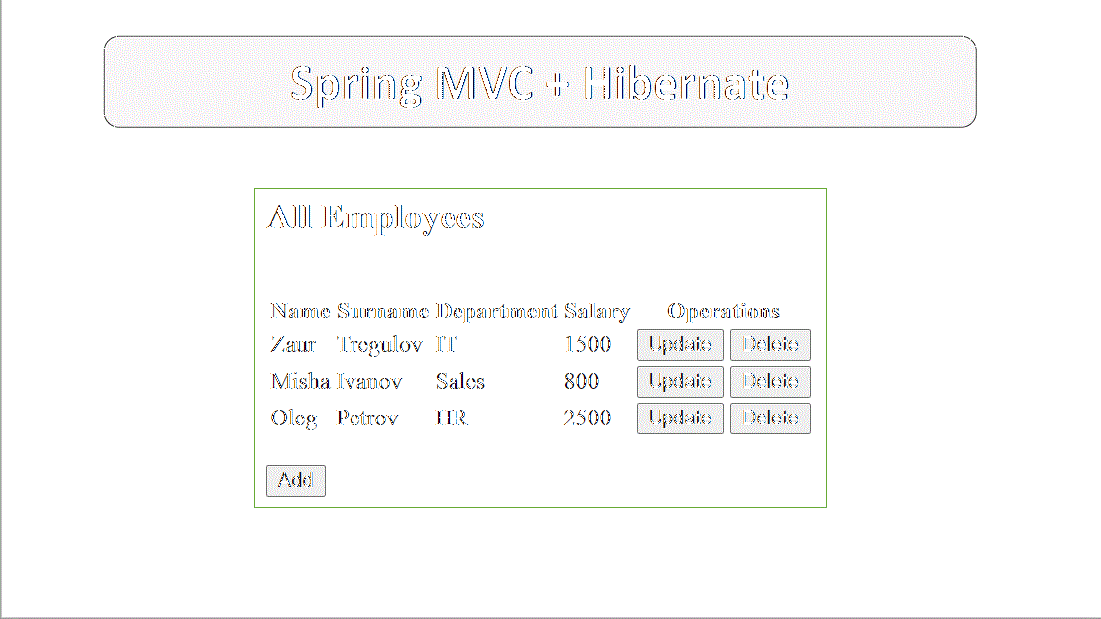 Spring MVC + Hibernate
All Employees
Name Surname Department Salary Operations
Zaur Tregulov IT 1500 Update Delete
Misha Ivanov Sales 800 Update Delete
Oleg Petrov HR 2500 Update Delete
Add